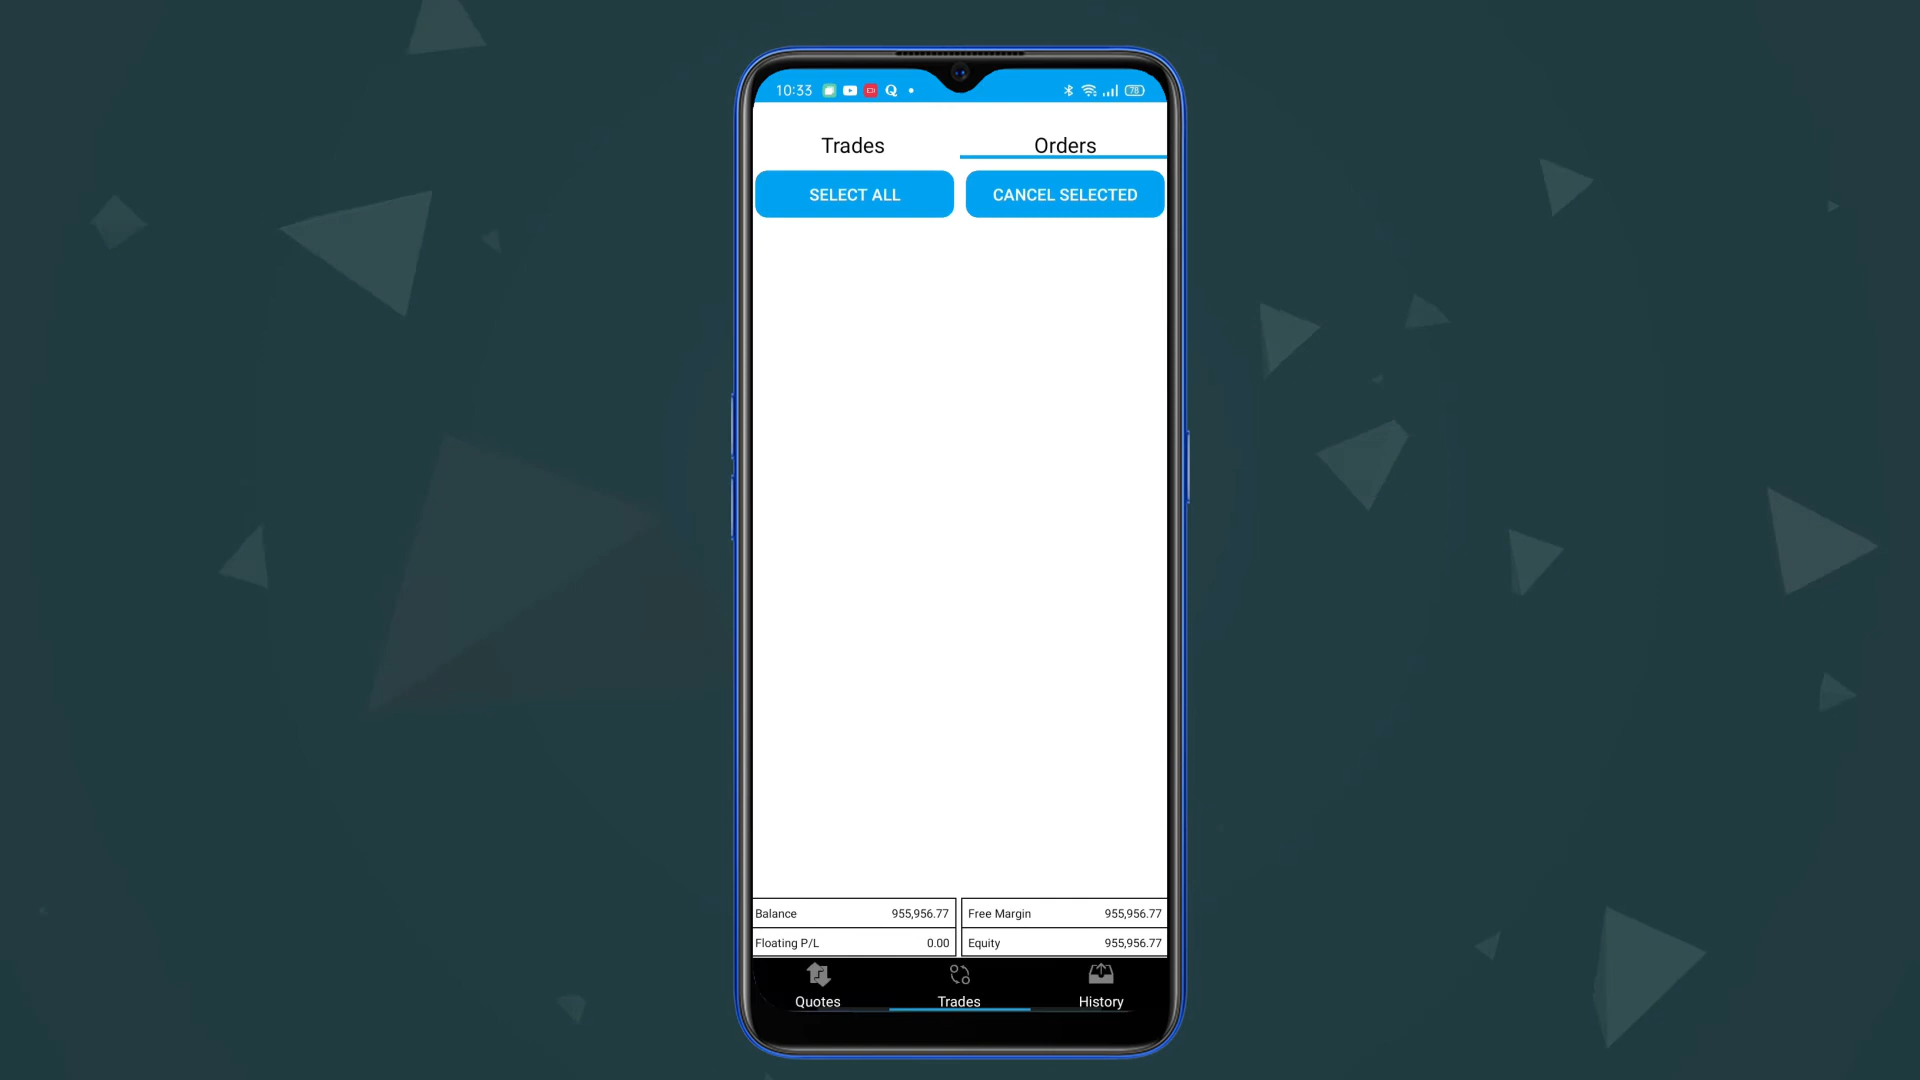 10:33
78
Trades Orders
SELECT ALL CANCEL SELECTED
Balance 955,956.77 Free Margin 955,956.77
Floating P/L 0.00 Equity 955,956.77
Quotes Trades History